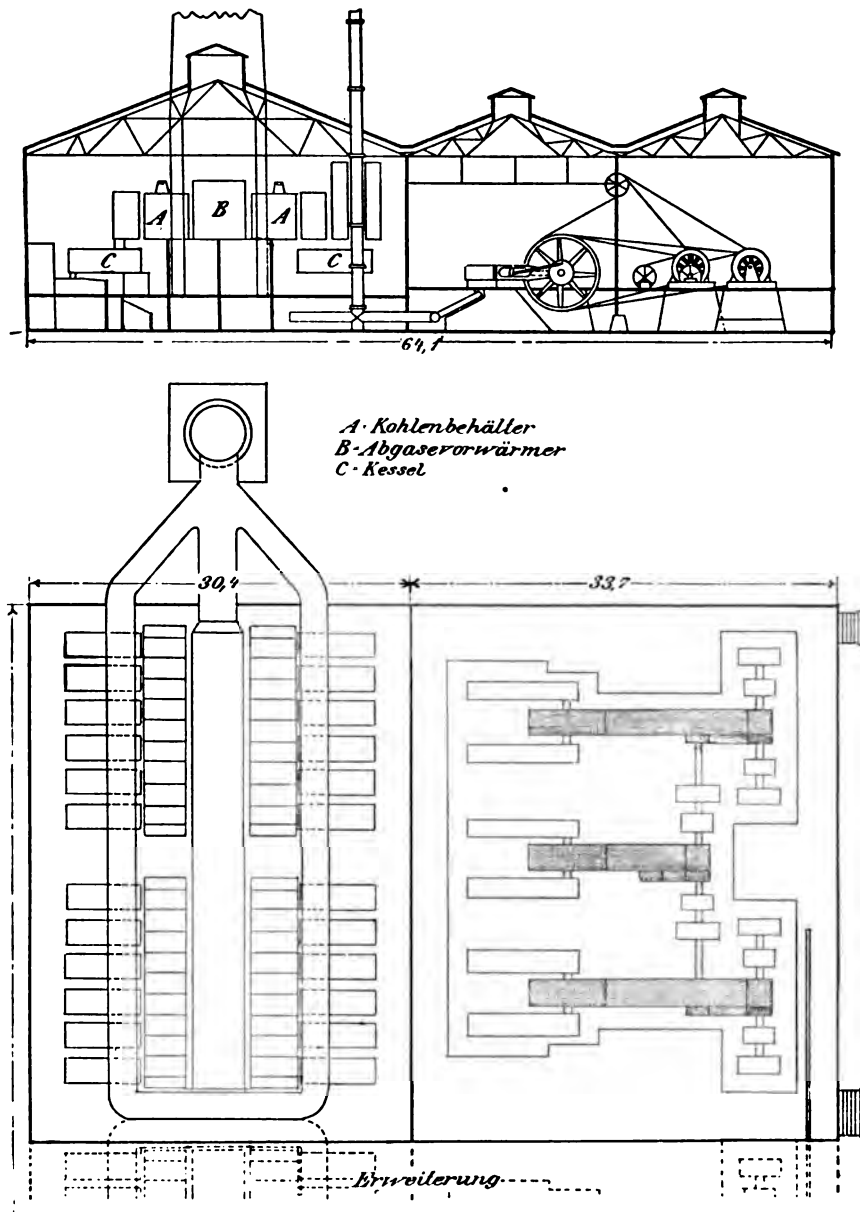 A B A
C C
64,1
A · Kohlenbehälter
B - Abgasevorwärmer
C · Kessel
30,4 33,7
Erweiterung